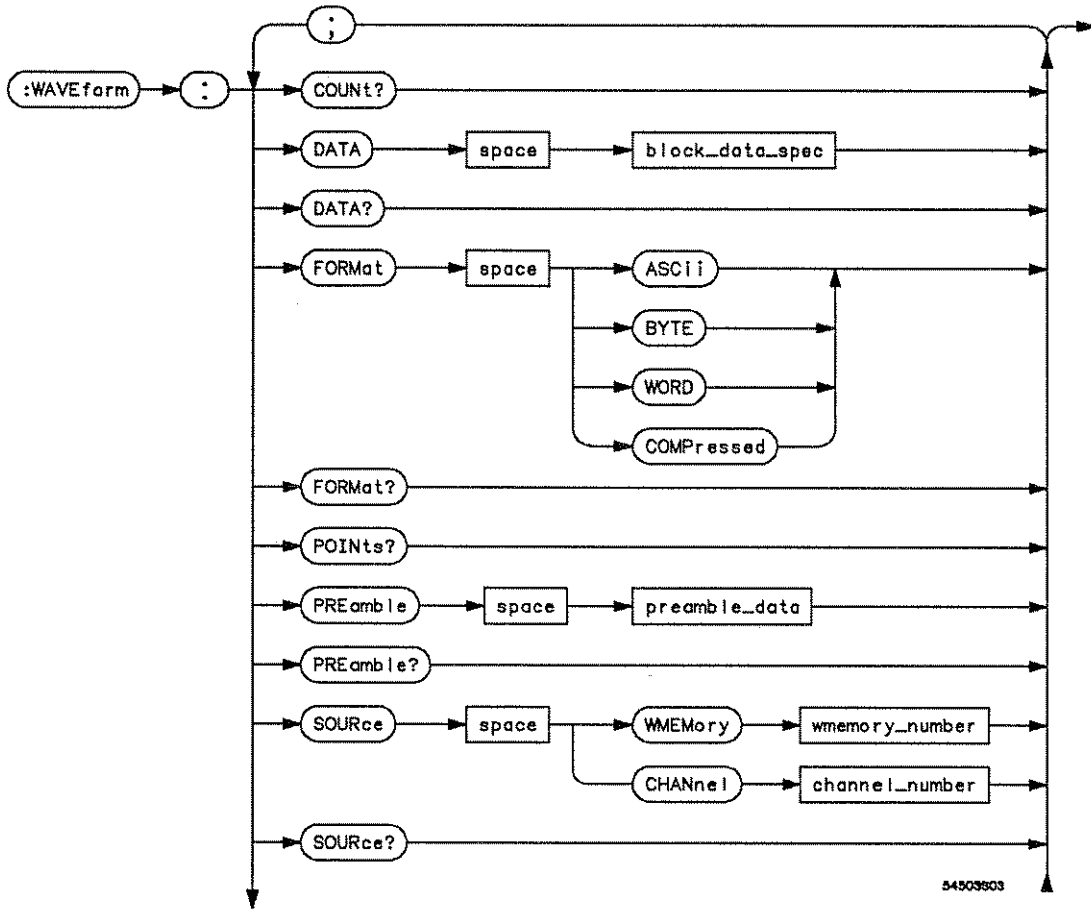 ;
:WAVEform : COUNt?
DATA space block_data_spec
DATA?
FORMat space ASCii
BYTE
WORD
COMPressed
FORMat?
POINts?
PREamble space preamble_data
PREamble?
SOURce space WMEMory wmemory_number
CHANnel channel_number
SOURce?
54503S03